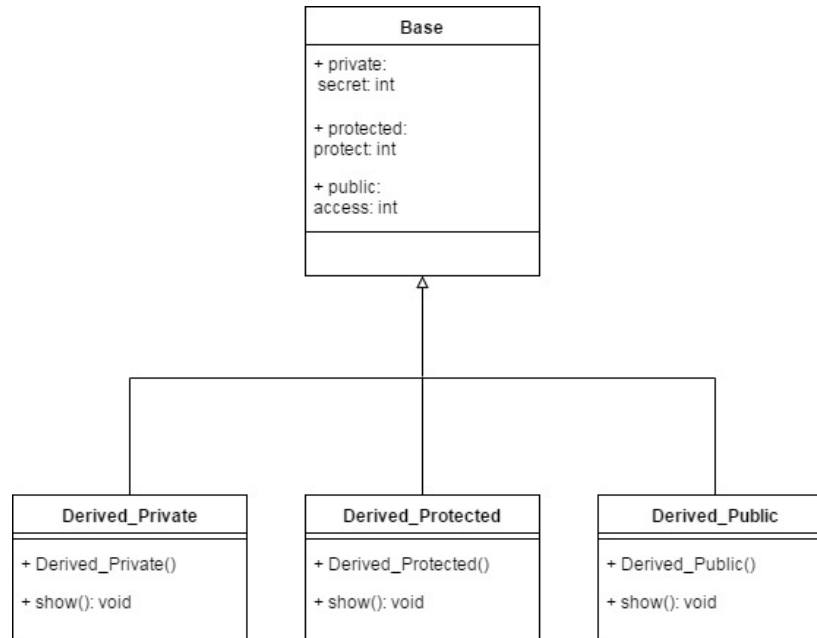 Base
+ private:
secret: int
+ protected:
protect: int
+ public:
access: int
Derived_Private
+ Derived_Private()
+ show(): void
Derived_Protected
+ Derived_Protected()
+ show(): void
Derived_Public
+ Derived_Public()
+ show(): void